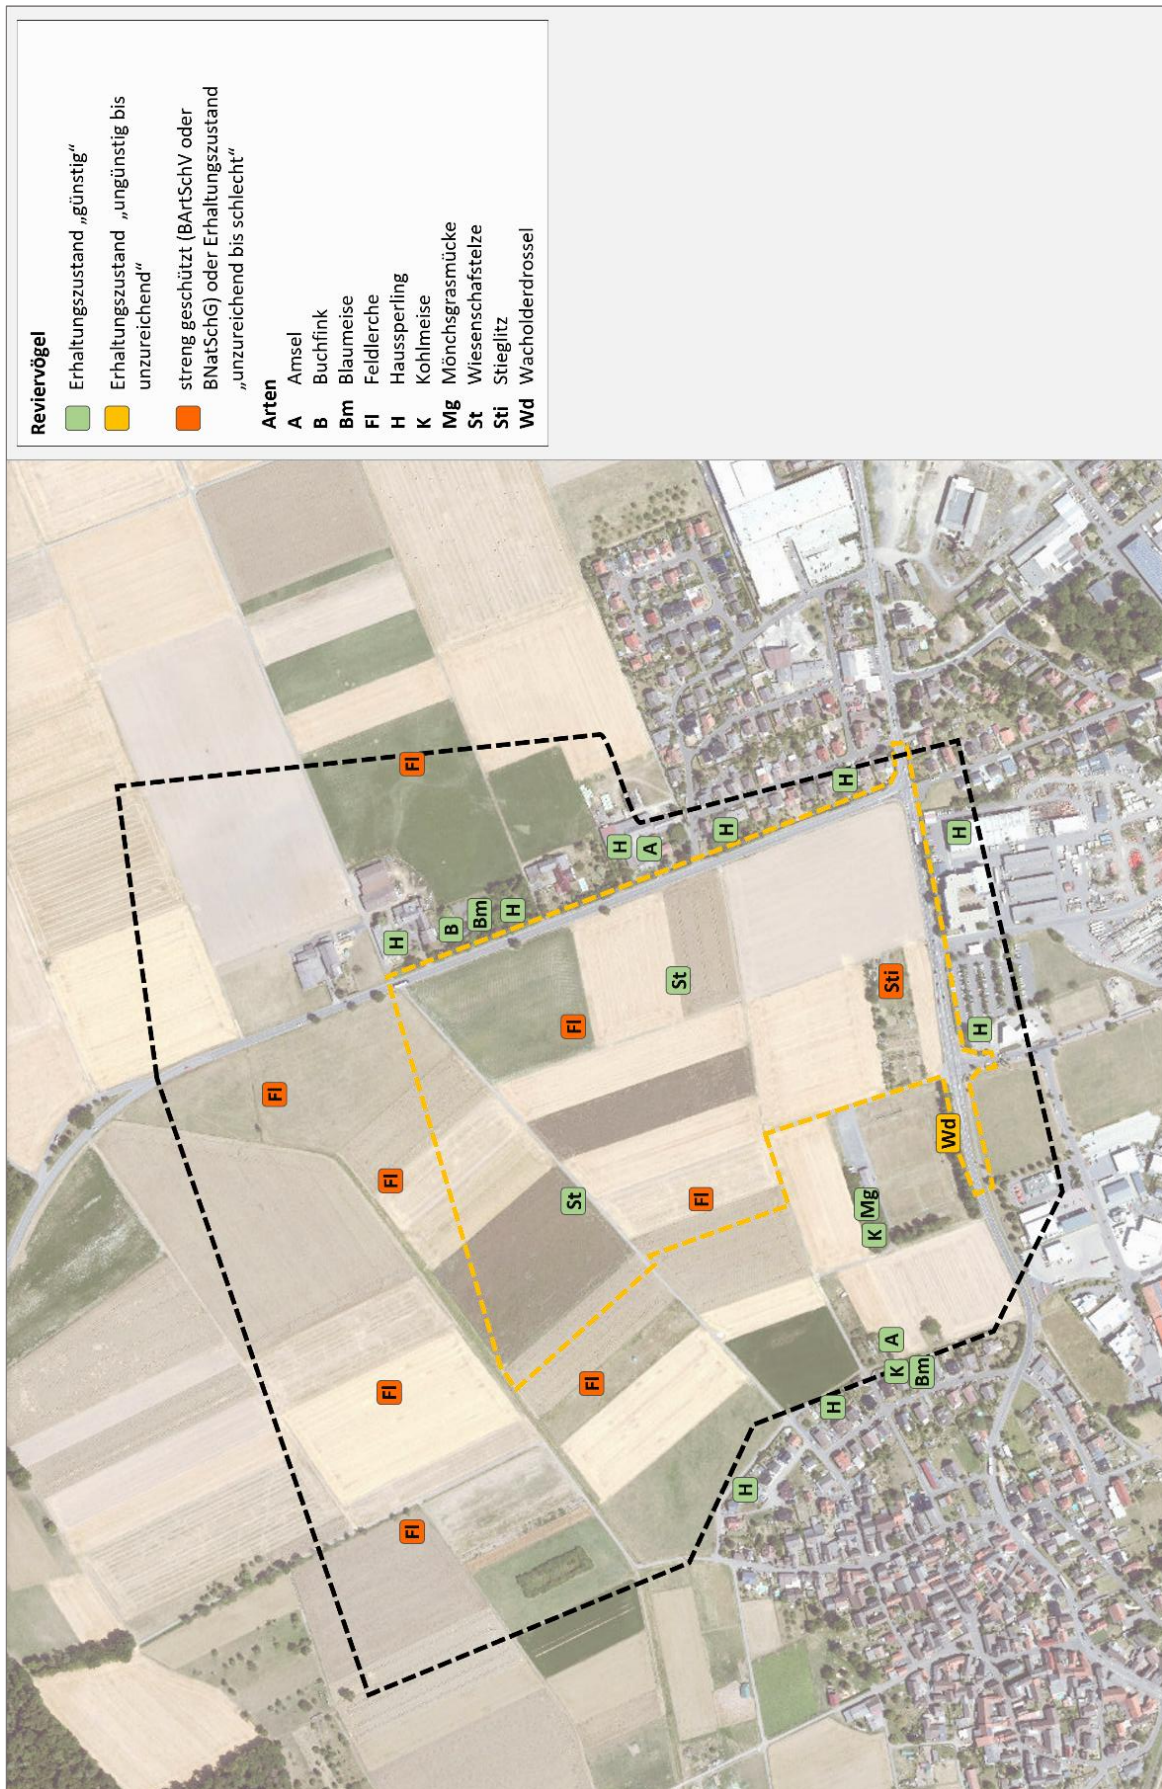 Reviervögel
Erhaltungszustand „günstig“
Erhaltungszustand „ungünstig bis
unzureichend“
streng geschützt (BArtSchV oder
BNatSchG) oder Erhaltungszustand
„unzureichend bis schlecht“
Arten
A Amsel
B Buchfink
Bm Blaumeise
Fl Feldlerche
H Haussperling
K Kohlmeise
Mg Mönchsgrasmücke
St Wiesenschafstelze
Sti Stieglitz
Wd Wacholderdrossel
Fl
Fl
Fl
H
Fl
Fl
B
Bm
H
St
Fl
Fl
H
A
St
Fl
H
H
H
H
K Mg
Sti
A
K
Bm
Wd
H
H